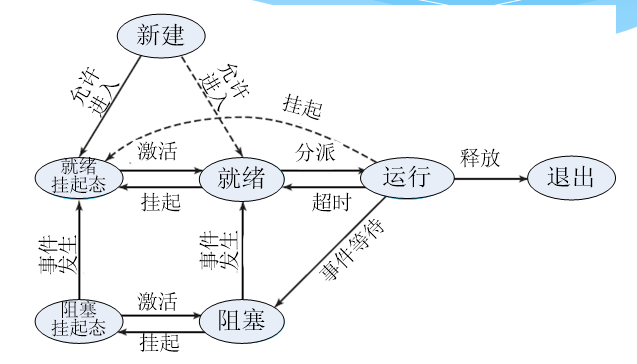 新建
允许
进入
允许
进入
挂起
就绪
挂起态
激活
挂起
就绪
分派
超时
运行
释放
退出
事件
发生
事件
发生
事件等待
阻塞
挂起态
激活
挂起
阻塞